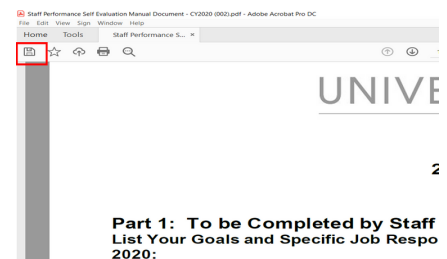 Staff Performance Self Evaluation Manual Document - CY2020 (002).pdf - Adobe Acrobat Pro DC
File Edit View Sign Window Help
Home Tools Staff Performance S... ×
UNIVE
2
Part 1: To be Completed by Staff
List Your Goals and Specific Job Respo
2020: